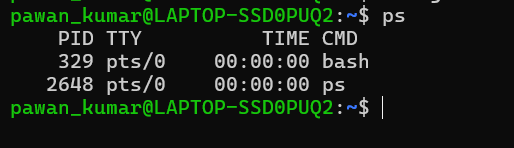 pawan_kumar@LAPTOP-SSD0PUQ2:~$ ps
    PID TTY          TIME CMD
    329 pts/0    00:00:00 bash
   2648 pts/0    00:00:00 ps
pawan_kumar@LAPTOP-SSD0PUQ2:~$